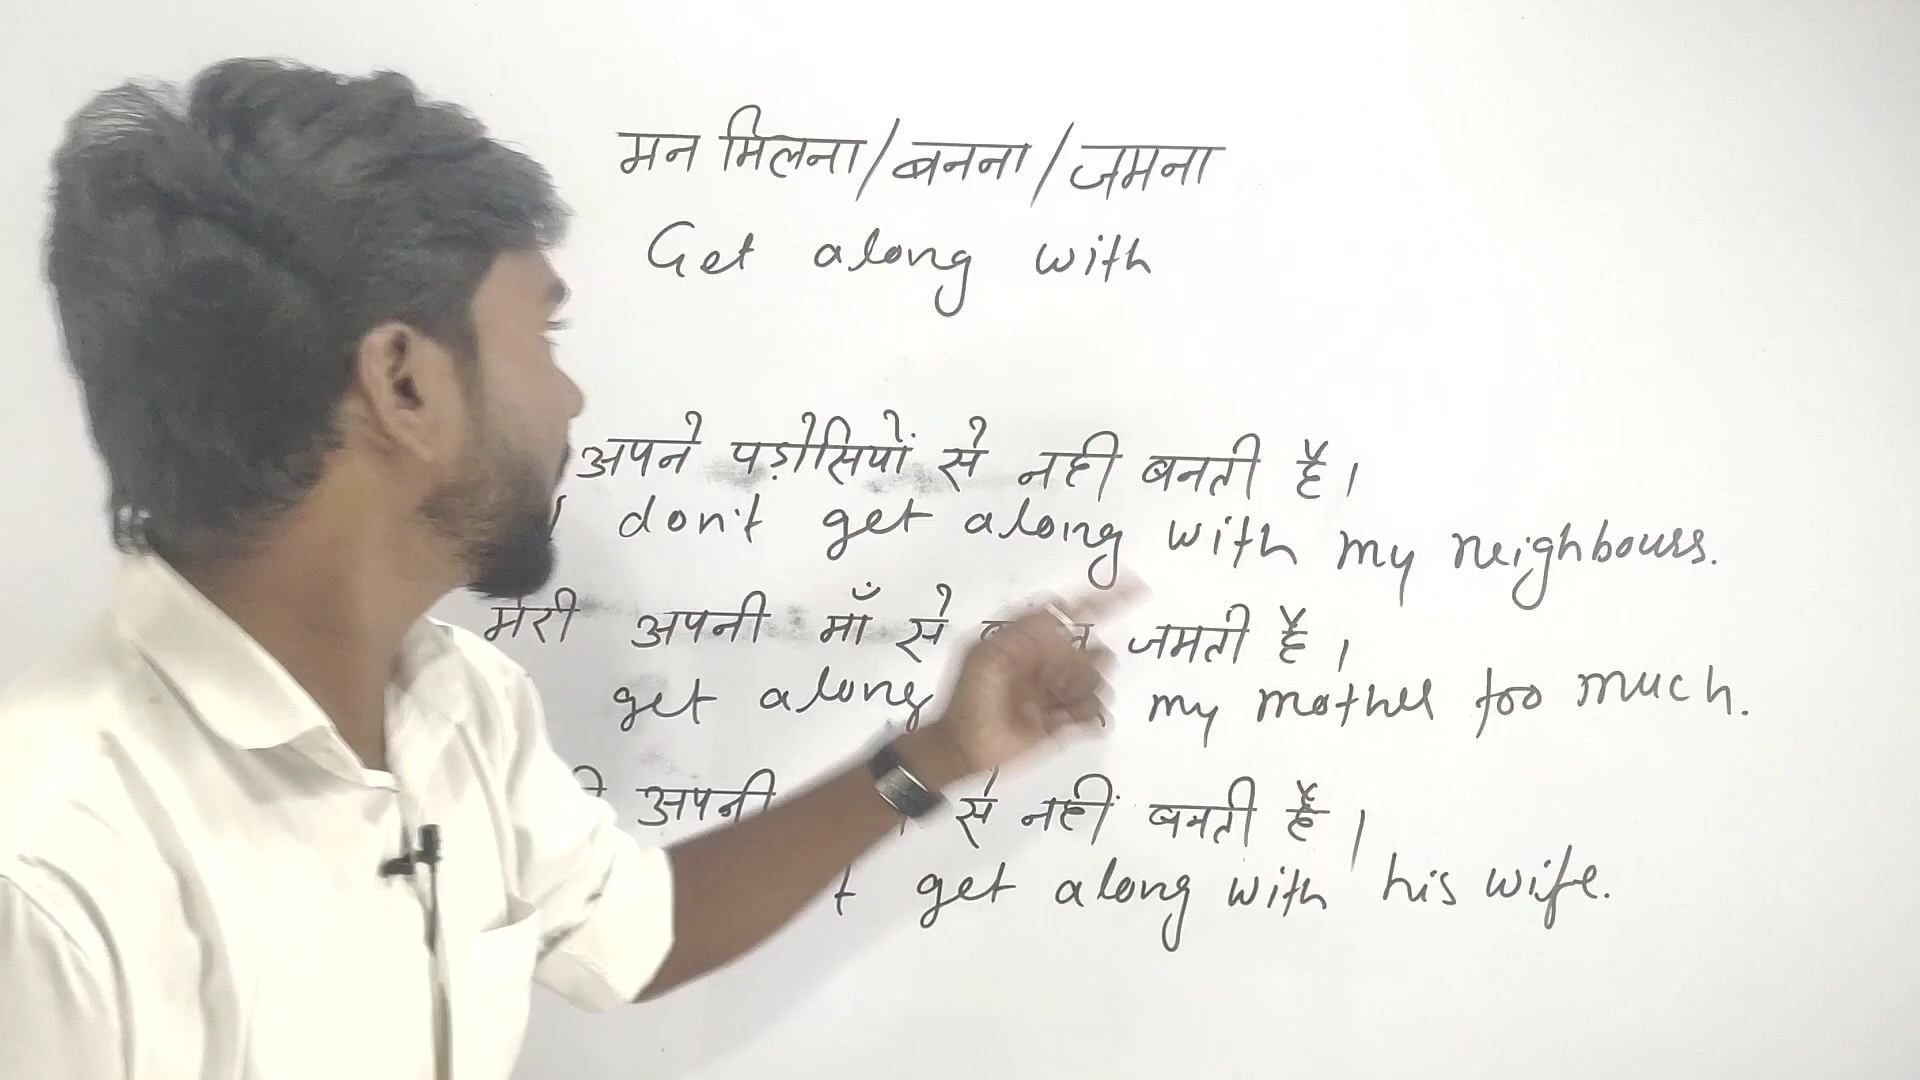 मन मिलना/बनना/जमना
Get along with
अपने पड़ोसियों से नही बनती है।
I don't get along with my neighbours.
मेरी अपनी माँ से जमती है।
get along my mother too much.
अपनी से नहीं बनती है।
get along with his wife.